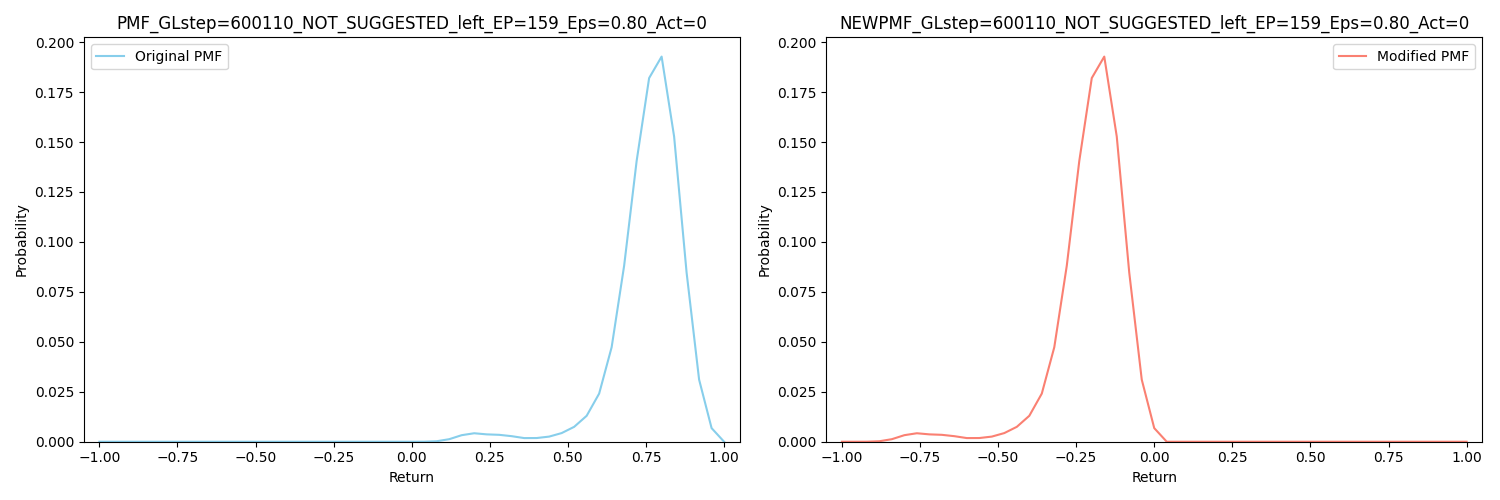 PMF_GLstep=600110_NOT_SUGGESTED_left_EP=159_Eps=0.80_Act=0
Original PMF
0.200
0.175
0.150
0.125
0.100
0.075
0.050
0.025
0.000
Probability
−1.00 −0.75 −0.50 −0.25 0.00 0.25 0.50 0.75 1.00
Return
NEWPMF_GLstep=600110_NOT_SUGGESTED_left_EP=159_Eps=0.80_Act=0
Modified PMF
0.200
0.175
0.150
0.125
0.100
0.075
0.050
0.025
0.000
Probability
−1.00 −0.75 −0.50 −0.25 0.00 0.25 0.50 0.75 1.00
Return